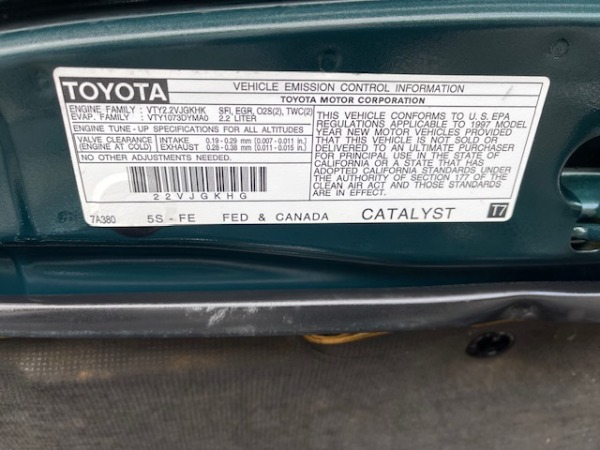 TOYOTA
VEHICLE EMISSION CONTROL INFORMATION
TOYOTA MOTOR CORPORATION
ENGINE FAMILY : VTY2.2VJGKHK SFI, EGR, O2S(2), TWC(2)
EVAP. FAMILY : VTY1073DYMA0 2.2 LITER
ENGINE TUNE - UP SPECIFICATIONS FOR ALL ALTITUDES
VALVE CLEARANCE INTAKE 0.19 - 0.29 mm (0.007 - 0.011 in.)
(ENGINE AT COLD) EXHAUST 0.28 - 0.38 mm (0.011 - 0.015 in.)
NO OTHER ADJUSTMENTS NEEDED.
22VJGKHG
THIS VEHICLE CONFORMS TO U.S. EPA
REGULATIONS APPLICABLE TO 1997 MODEL
YEAR NEW MOTOR VEHICLES PROVIDED
THAT THIS VEHICLE IS NOT SOLD OR
DELIVERED TO AN ULTIMATE PURCHASER
FOR PRINCIPAL USE IN THE STATE OF
CALIFORNIA OR A STATE THAT HAS
ADOPTED CALIFORNIA STANDARDS UNDER
THE AUTHORITY OF SECTION 177 OF THE
CLEAN AIR ACT AND THOSE STANDARDS
ARE IN EFFECT.
7A380 5S - FE FED & CANADA CATALYST T7